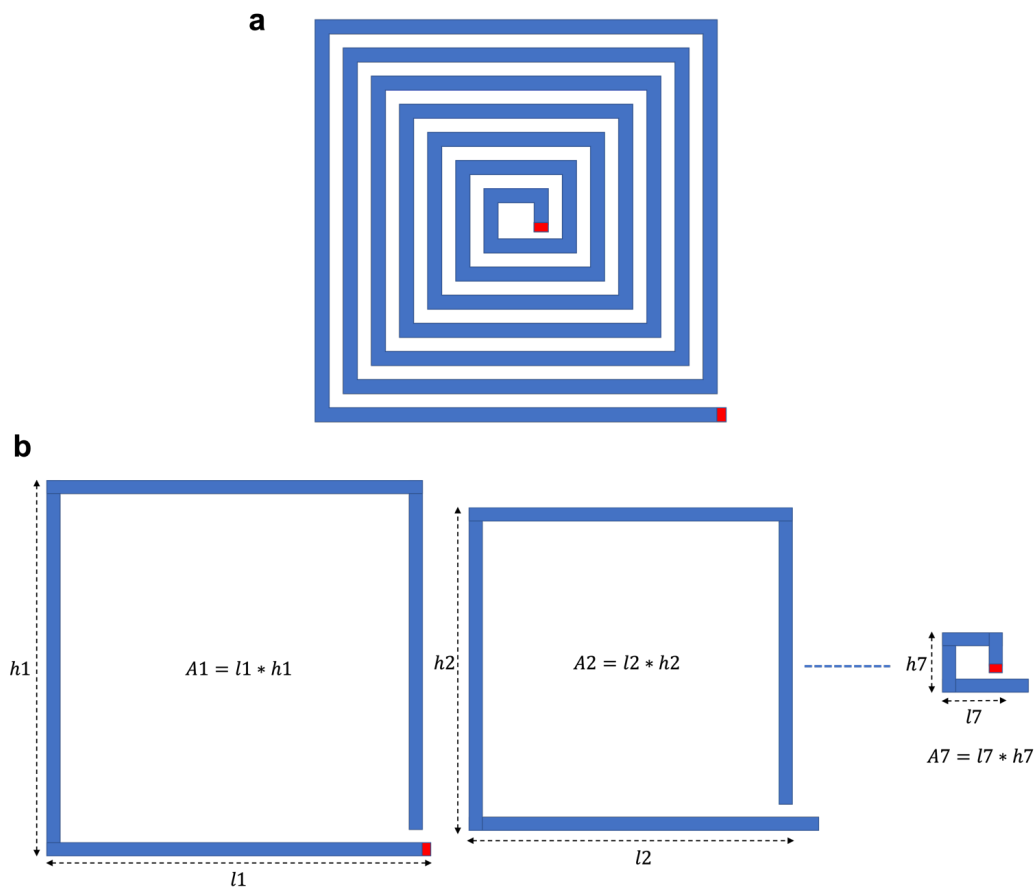 a
b
h1
A1 = l1 * h1
l1
h2
A2 = l2 * h2
l2
h7
l7
A7 = l7 * h7